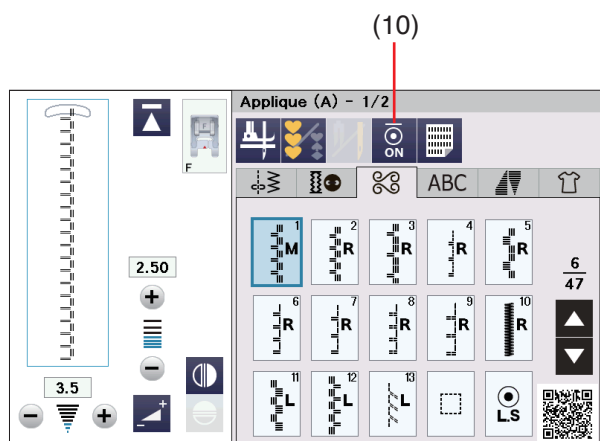 (10)
Applique (A) - 1/2
F
ON
ABC
1 M
2 R
3 R
4 R
5 R
6
47
2.50
6 R
7 R
8 R
9 R
10 R
3.5
11 L
12 L
13 L
L.S